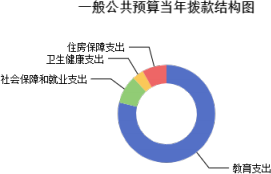 一般公共预算当年拨款结构图
住房保障支出
卫生健康支出
社会保障和就业支出
教育支出